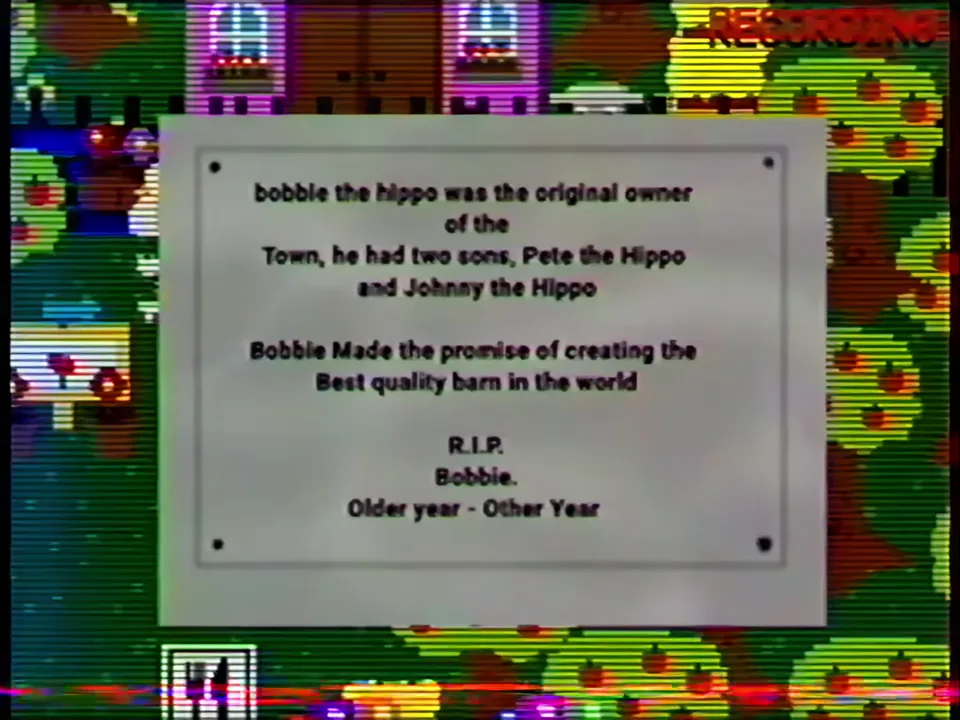 RECORDING
bobbie the hippo was the original owner
of the
Town, he had two sons, Pete the Hippo
and Johnny the Hippo
Bobbie Made the promise of creating the
Best quality barn in the world
R.I.P.
Bobbie.
Older year - Other Year